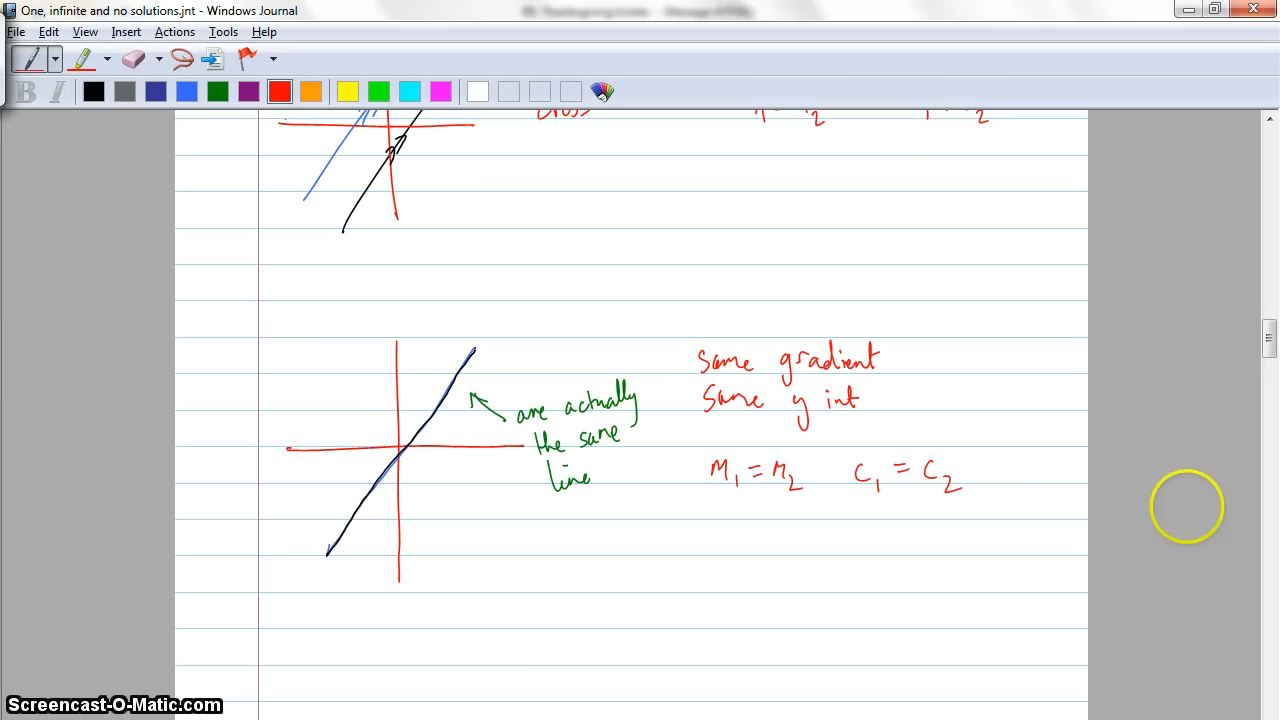 One, infinite and no solutions.jnt - Windows Journal
File Edit View Insert Actions Tools Help
B I
Same gradient
Same y int
are actually
the same
line
M1 = M2 C1 = C2
Screencast-O-Matic.com